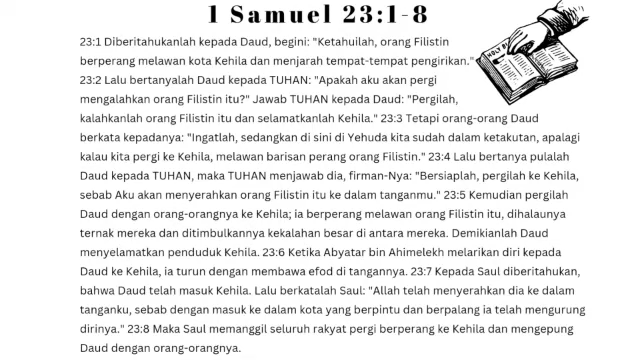 1 Samuel 23:1-8
HOLY BIBLE
23:1 Diberitahukanlah kepada Daud, begini: "Ketahuilah, orang Filistin
berperang melawan kota Kehila dan menjarah tempat-tempat pengirikan."
23:2 Lalu bertanyalah Daud kepada TUHAN: "Apakah aku akan pergi
mengalahkan orang Filistin itu?" Jawab TUHAN kepada Daud: "Pergilah,
kalahkanlah orang Filistin itu dan selamatkanlah Kehila." 23:3 Tetapi orang-orang Daud
berkata kepadanya: "Ingatlah, sedangkan di sini di Yehuda kita sudah dalam ketakutan, apalagi
kalau kita pergi ke Kehila, melawan barisan perang orang Filistin." 23:4 Lalu bertanya pulalah
Daud kepada TUHAN, maka TUHAN menjawab dia, firman-Nya: "Bersiaplah, pergilah ke Kehila,
sebab Aku akan menyerahkan orang Filistin itu ke dalam tanganmu." 23:5 Kemudian pergilah
Daud dengan orang-orangnya ke Kehila; ia berperang melawan orang Filistin itu, dihalaunya
ternak mereka dan ditimbulkannya kekalahan besar di antara mereka. Demikianlah Daud
menyelamatkan penduduk Kehila. 23:6 Ketika Abyatar bin Ahimelekh melarikan diri kepada
Daud ke Kehila, ia turun dengan membawa efod di tangannya. 23:7 Kepada Saul diberitahukan,
bahwa Daud telah masuk Kehila. Lalu berkatalah Saul: "Allah telah menyerahkan dia ke dalam
tanganku, sebab dengan masuk ke dalam kota yang berpintu dan berpalang ia telah mengurung
dirinya." 23:8 Maka Saul memanggil seluruh rakyat pergi berperang ke Kehila dan mengepung
Daud dengan orang-orangnya.